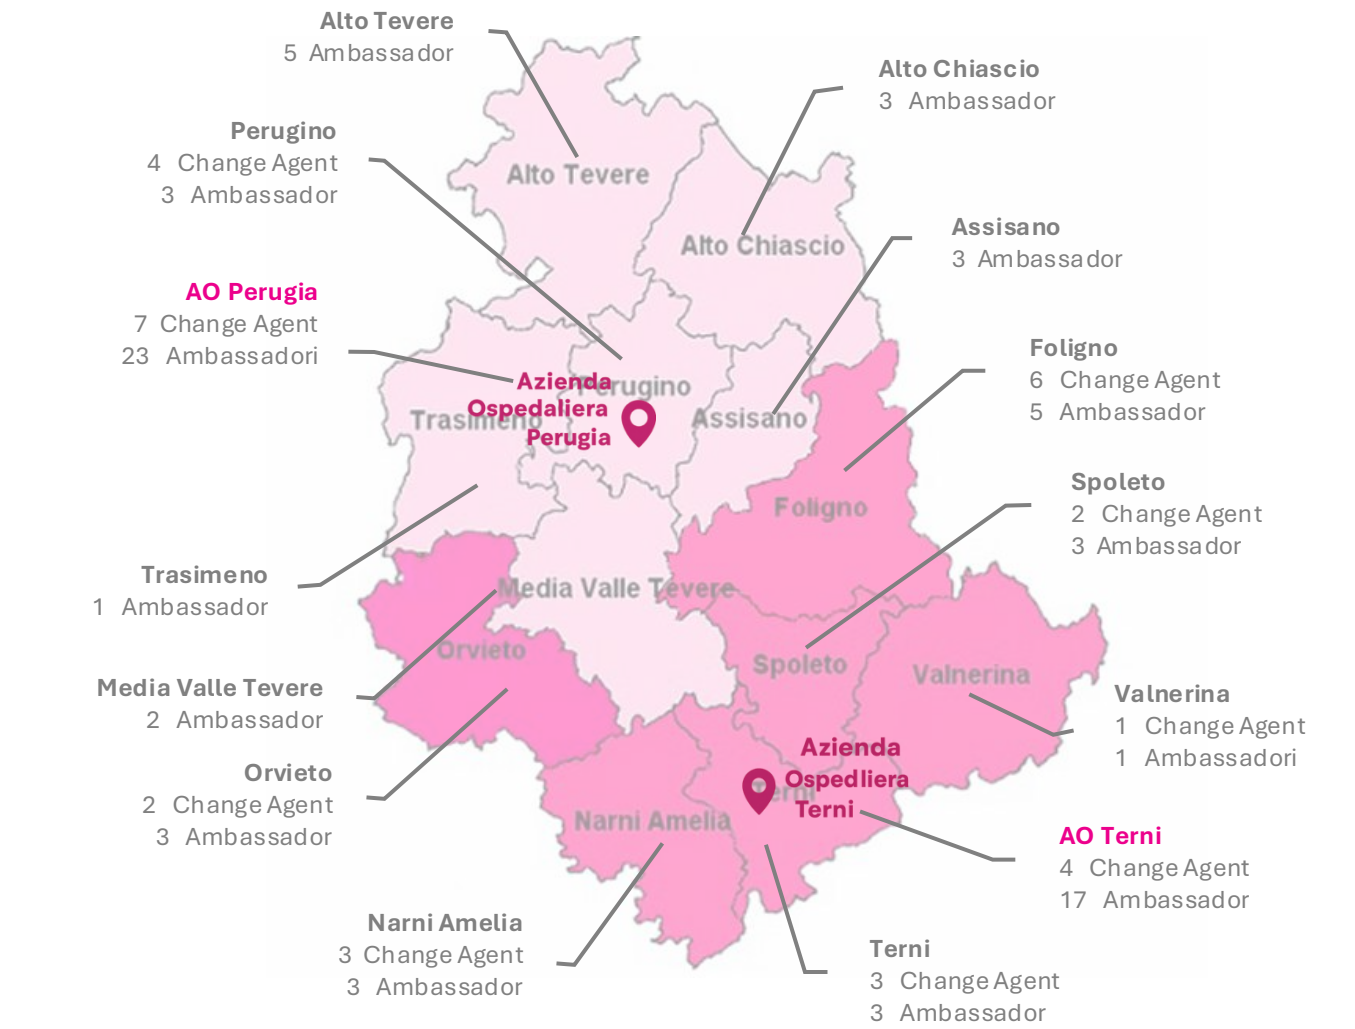 Alto Tevere
5 Ambassador
Alto Chiascio
3 Ambassador
Perugino
4 Change Agent
3 Ambassador
Alto Tevere
Assisano
3 Ambassador
Alto Chiascio
AO Perugia
7 Change Agent
23 Ambassadori
Foligno
6 Change Agent
5 Ambassador
Azienda
Ospedaliera
Perugia
Perugino
Trasimeno
Assisano
Spoleto
2 Change Agent
3 Ambassador
Foligno
Trasimeno
1 Ambassador
Media Valle Tevere
Orvieto
Spoleto
Valnerina
Media Valle Tevere
2 Ambassador
Valnerina
1 Change Agent
1 Ambassadori
Orvieto
2 Change Agent
3 Ambassador
Azienda
Ospedliera
Terni
Terni
Narni Amelia
AO Terni
4 Change Agent
17 Ambassador
Narni Amelia
3 Change Agent
3 Ambassador
Terni
3 Change Agent
3 Ambassador